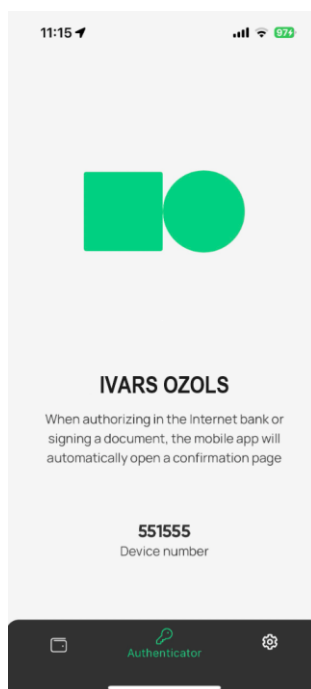 11:15
97
IVARS OZOLS
When authorizing in the Internet bank or
signing a document, the mobile app will
automatically open a confirmation page
551555
Device number
Authenticator